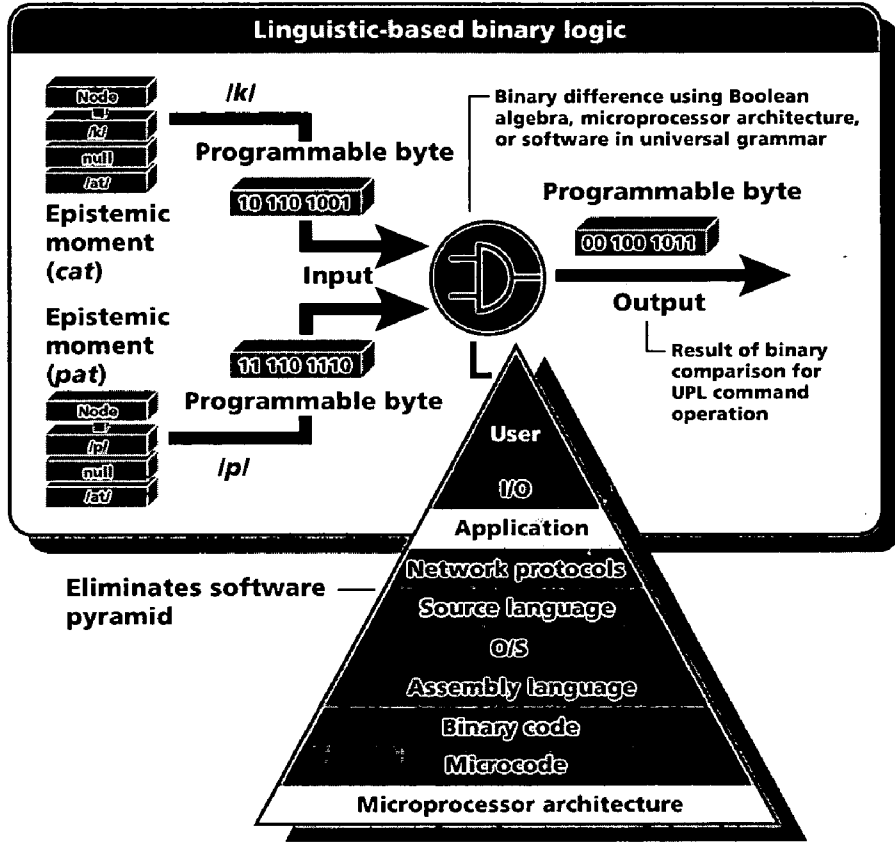 Linguistic-based binary logic
Node
/k/
null
/at/
Epistemic
moment
(cat)
/k/
Programmable byte
10 110 1001
Input
Binary difference using Boolean
algebra, microprocessor architecture,
or software in universal grammar
Programmable byte
00 100 1011
Output
Result of binary
comparison for
UPL command
operation
Epistemic
moment
(pat)
11 110 1110
Programmable byte
Node
/p/
null
/at/
/p/
User
I/O
Application
Network protocols
Source language
O/S
Assembly language
Binary code
Microcode
Microprocessor architecture
Eliminates software
pyramid